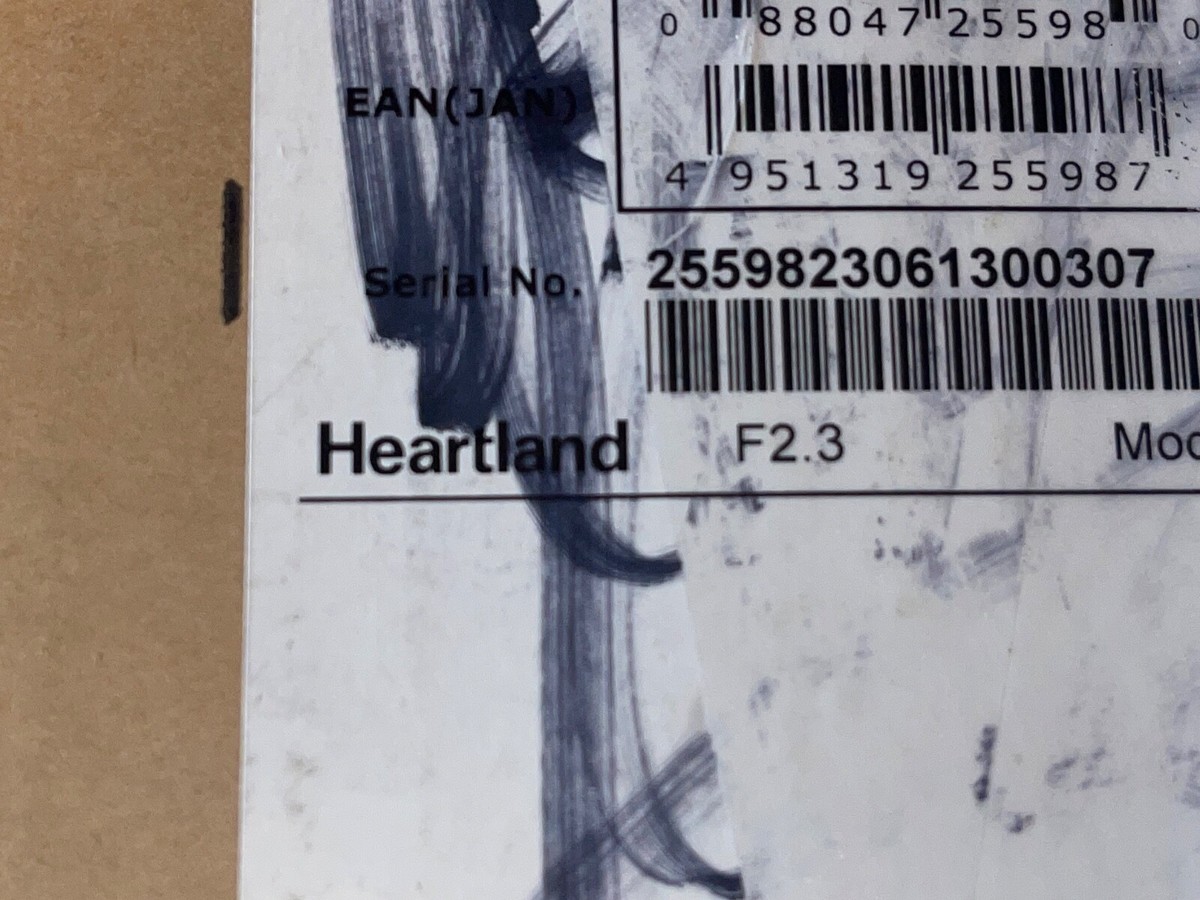 0 88047 25598 0
EAN(JAN)
4 951319 255987
Serial No. 2559823061300307
Heartland F2.3